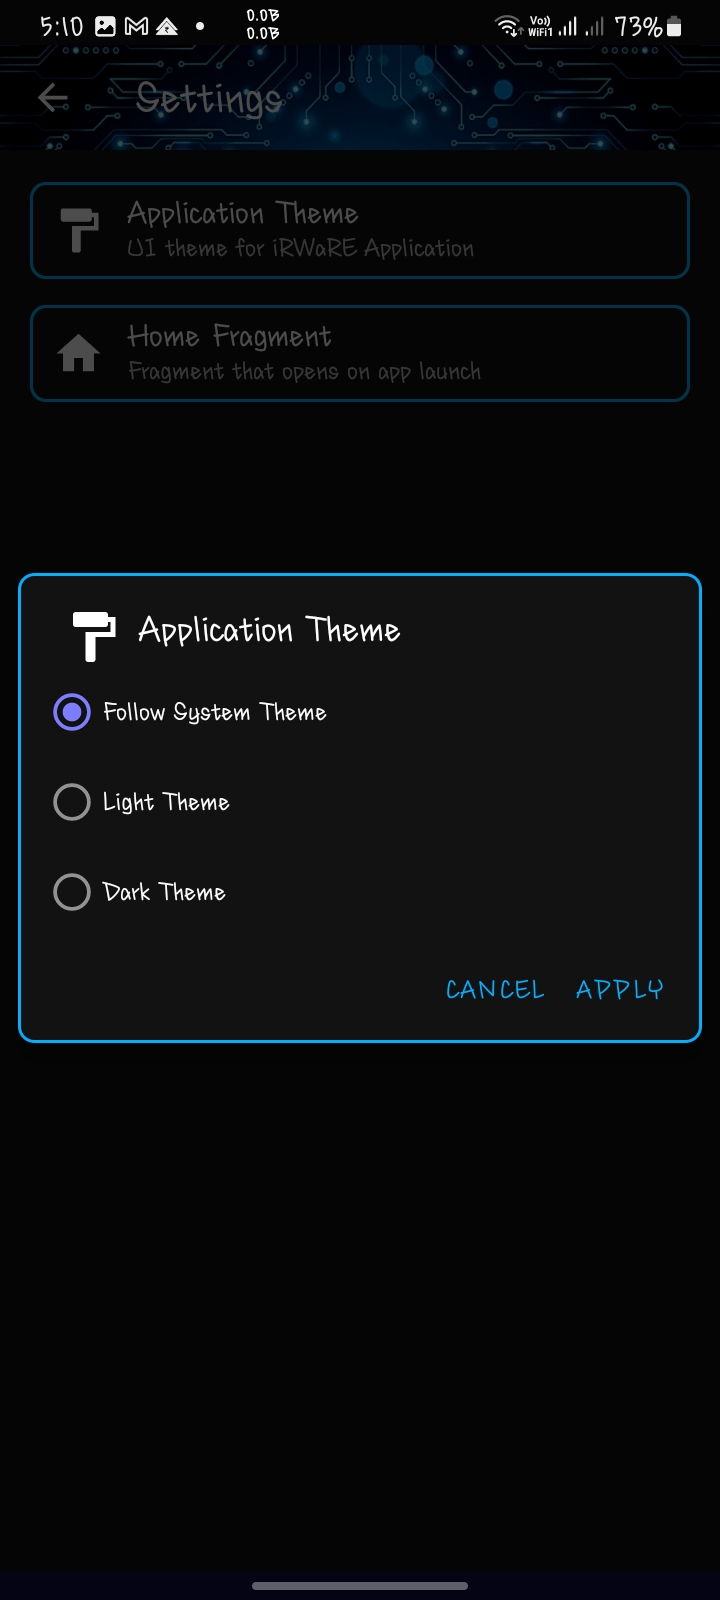 5:10
0.0B
0.0B
Vo))
WiFi1
73%
Settings
Application Theme
UI theme for iRWaRE Application
Home Fragment
Fragment that opens on app launch
Application Theme
Follow System Theme
Light Theme
Dark Theme
CANCEL APPLY